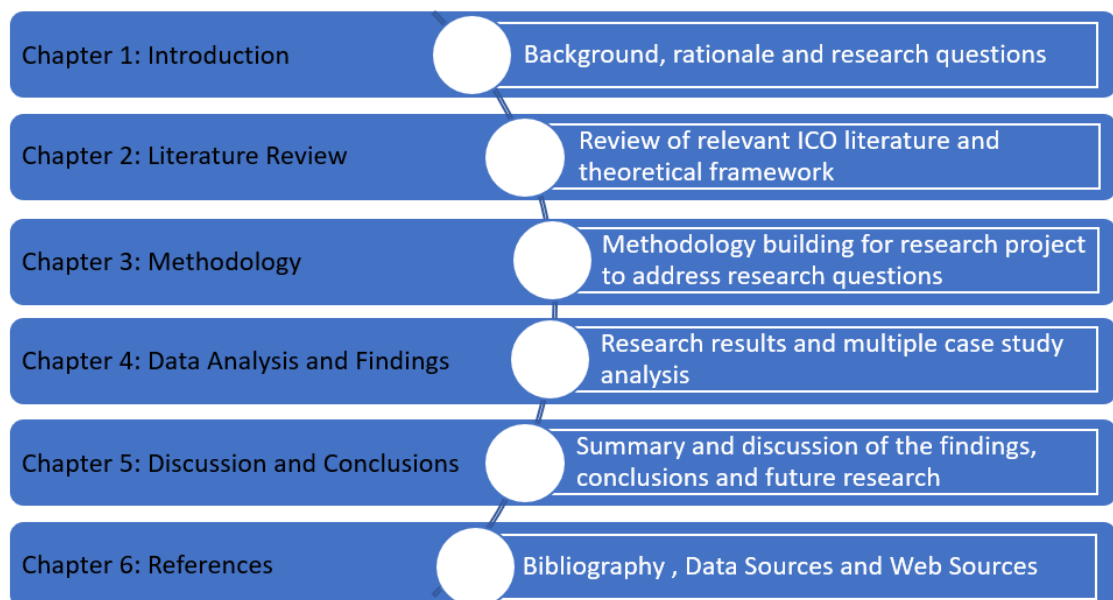 Chapter 1: Introduction
Background, rationale and research questions
Chapter 2: Literature Review
Review of relevant ICO literature and
theoretical framework
Chapter 3: Methodology
Methodology building for research project
to address research questions
Chapter 4: Data Analysis and Findings
Research results and multiple case study
analysis
Chapter 5: Discussion and Conclusions
Summary and discussion of the findings,
conclusions and future research
Chapter 6: References
Bibliography , Data Sources and Web Sources